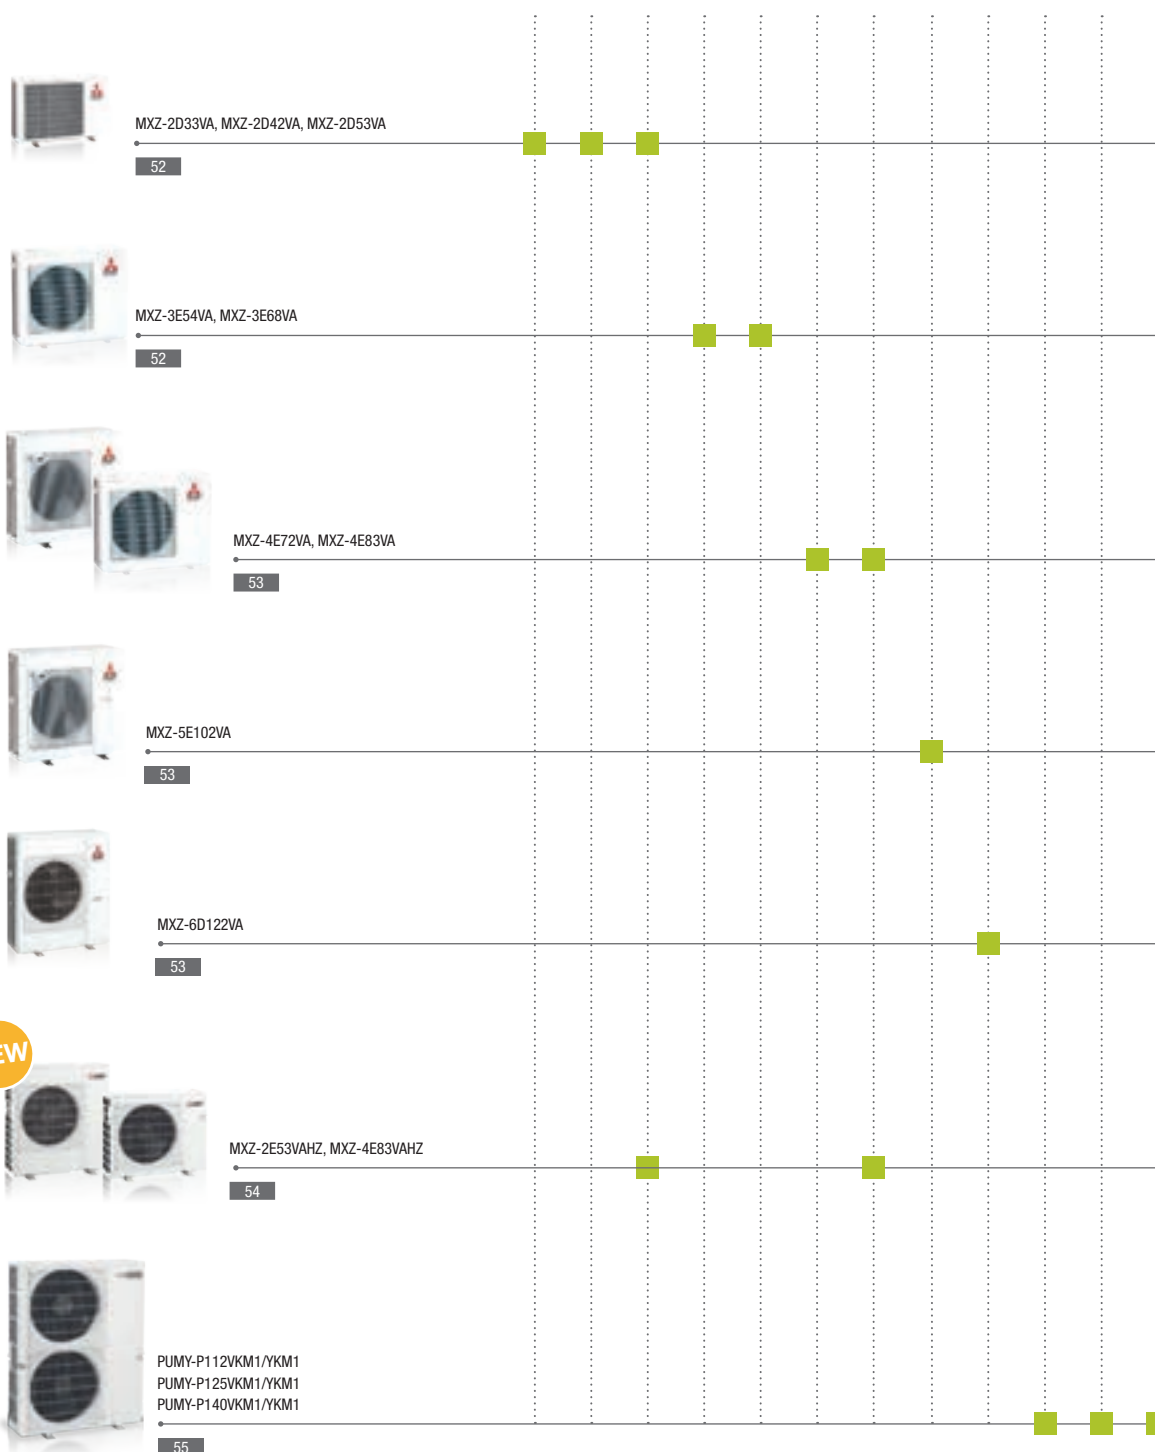 MXZ-2D33VA, MXZ-2D42VA, MXZ-2D53VA
52
MXZ-3E54VA, MXZ-3E68VA
52
MXZ-4E72VA, MXZ-4E83VA
53
MXZ-5E102VA
53
MXZ-6D122VA
53
EW
MXZ-2E53VAHZ, MXZ-4E83VAHZ
54
PUMY-P112VKM1/YKM1
PUMY-P125VKM1/YKM1
PUMY-P140VKM1/YKM1
55